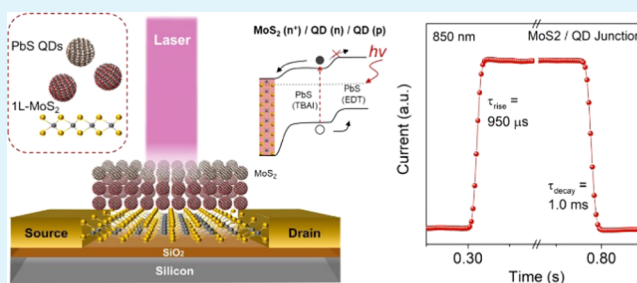 PbS QDs
1L-MoS₂
Laser
MoS₂
Source
Drain
SiO₂
Silicon
MoS₂ (n⁺) / QD (n) / QD (p)
hv
PbS
(TBAI)
PbS
(EDT)
850 nm
MoS2 / QD Junction
τrise =
950 μs
τdecay =
1.0 ms
Current (a.u.)
0.30
0.80
Time (s)